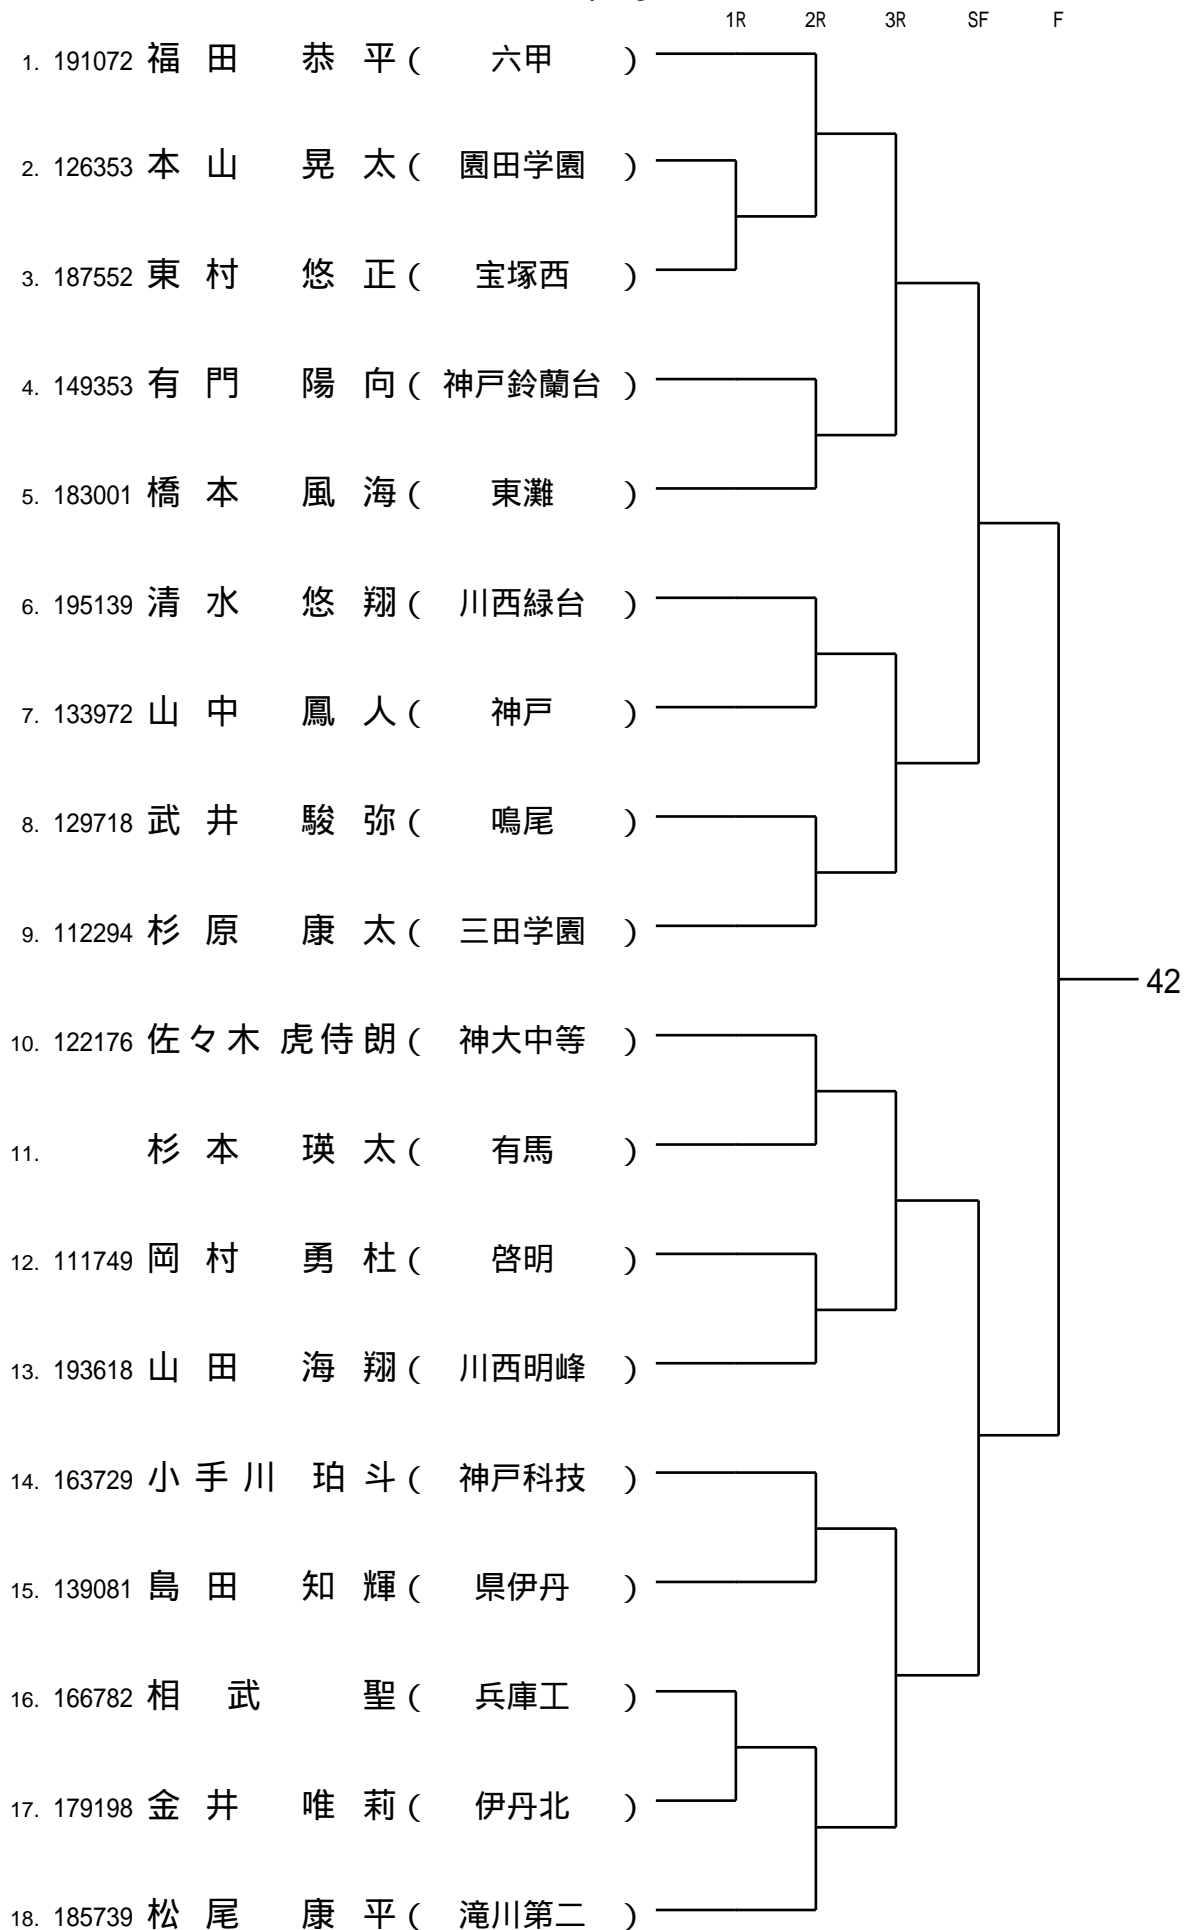 1R 2R 3R SF F
1. 191072 福田 恭平 ( 六甲 )
2. 126353 本山 晃太 ( 園田学園 )
3. 187552 東村 悠正 ( 宝塚西 )
4. 149353 有門 陽向 ( 神戸鈴蘭台 )
5. 183001 橋本 風海 ( 東灘 )
6. 195139 清水 悠翔 ( 川西緑台 )
7. 133972 山中 鳳人 ( 神戸 )
8. 129718 武井 駿弥 ( 鳴尾 )
9. 112294 杉原 康太 ( 三田学園 )
42
10. 122176 佐々木 虎侍朗 ( 神大中等 )
11. 杉本 瑛太 ( 有馬 )
12. 111749 岡村 勇杜 ( 啓明 )
13. 193618 山田 海翔 ( 川西明峰 )
14. 163729 小手川 珀斗 ( 神戸科技 )
15. 139081 島田 知輝 ( 県伊丹 )
16. 166782 相武 聖 ( 兵庫工 )
17. 179198 金井 唯莉 ( 伊丹北 )
18. 185739 松尾 康平 ( 滝川第二 )